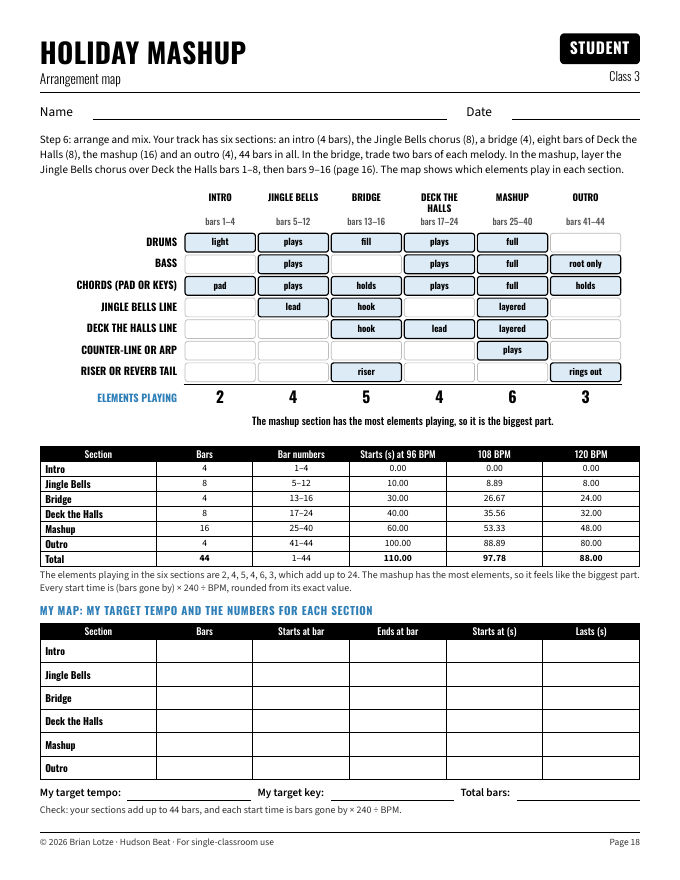 HOLIDAY MASHUP
STUDENT
Arrangement map
Class 3
Name
Date
Step 6: arrange and mix. Your track has six sections: an intro (4 bars), the Jingle Bells chorus (8), a bridge (4), eight bars of Deck the
Halls (8), the mashup (16) and an outro (4), 44 bars in all. In the bridge, trade two bars of each melody. In the mashup, layer the
Jingle Bells chorus over Deck the Halls bars 1–8, then bars 9–16 (page 16). The map shows which elements play in each section.
INTRO JINGLE BELLS BRIDGE DECK THE HALLS MASHUP OUTRO
bars 1–4 bars 5–12 bars 13–16 bars 17–24 bars 25–40 bars 41–44
DRUMS light plays fill plays full
BASS plays plays full root only
CHORDS (PAD OR KEYS) pad plays holds plays full holds
JINGLE BELLS LINE lead hook layered
DECK THE HALLS LINE hook lead layered
COUNTER-LINE OR ARP plays
RISER OR REVERB TAIL riser rings out
ELEMENTS PLAYING 2 4 5 4 6 3
The mashup section has the most elements playing, so it is the biggest part.
Section Bars Bar numbers Starts (s) at 96 BPM 108 BPM 120 BPM
Intro 4 1–4 0.00 0.00 0.00
Jingle Bells 8 5–12 10.00 8.89 8.00
Bridge 4 13–16 30.00 26.67 24.00
Deck the Halls 8 17–24 40.00 35.56 32.00
Mashup 16 25–40 60.00 53.33 48.00
Outro 4 41–44 100.00 88.89 80.00
Total 44 1–44 110.00 97.78 88.00
The elements playing in the six sections are 2, 4, 5, 4, 6, 3, which add up to 24. The mashup has the most elements, so it feels like the biggest part.
Every start time is (bars gone by) × 240 ÷ BPM, rounded from its exact value.
MY MAP: MY TARGET TEMPO AND THE NUMBERS FOR EACH SECTION
Section Bars Starts at bar Ends at bar Starts at (s) Lasts (s)
Intro
Jingle Bells
Bridge
Deck the Halls
Mashup
Outro
My target tempo: My target key: Total bars:
Check: your sections add up to 44 bars, and each start time is bars gone by × 240 ÷ BPM.
© 2026 Brian Lotze · Hudson Beat · For single-classroom use
Page 18